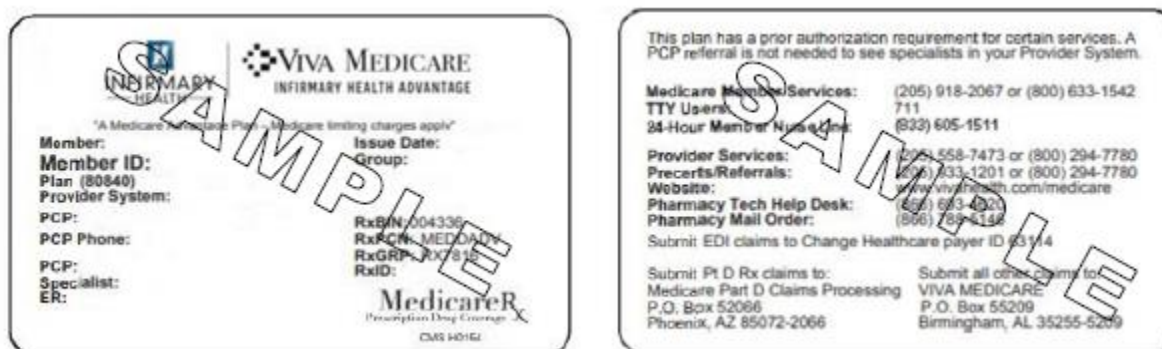 INFIRMARY
HEALTH
VIVA MEDICARE
INFIRMARY HEALTH ADVANTAGE
"A Medicare Advantage Plan – Medicare limiting charges apply"
Member:
Member ID:
Plan (80840)
Provider System:
PCP:
PCP Phone:
PCP:
Specialist:
ER:
Issue Date:
Group:
RxBIN: 004336
RxPCN: MEDDADV
RxGRP: RX7816
RxID:
MedicareRx
Prescription Drug Coverage
SAMPLE
This plan has a prior authorization requirement for certain services. A
PCP referral is not needed to see specialists in your Provider System.
Medicare Member Services: (205) 918-2067 or (800) 633-1542
TTY Users: 711
24-Hour Member Nurse Line: (833) 605-1511
Provider Services: (205) 558-7473 or (800) 294-7780
Precerts/Referrals: (205) 933-1201 or (800) 294-7780
Website: www.vivahealth.com/medicare
Pharmacy Tech Help Desk:
Pharmacy Mail Order:
Submit EDI claims to Change Healthcare payer ID 63114
Submit Pt D Rx claims to:
Medicare Part D Claims Processing
P.O. Box 52066
Phoenix, AZ 85072-2066
Submit all other claims to:
VIVA MEDICARE
P.O. Box 55209
Birmingham, AL 35255-5209
SAMPLE